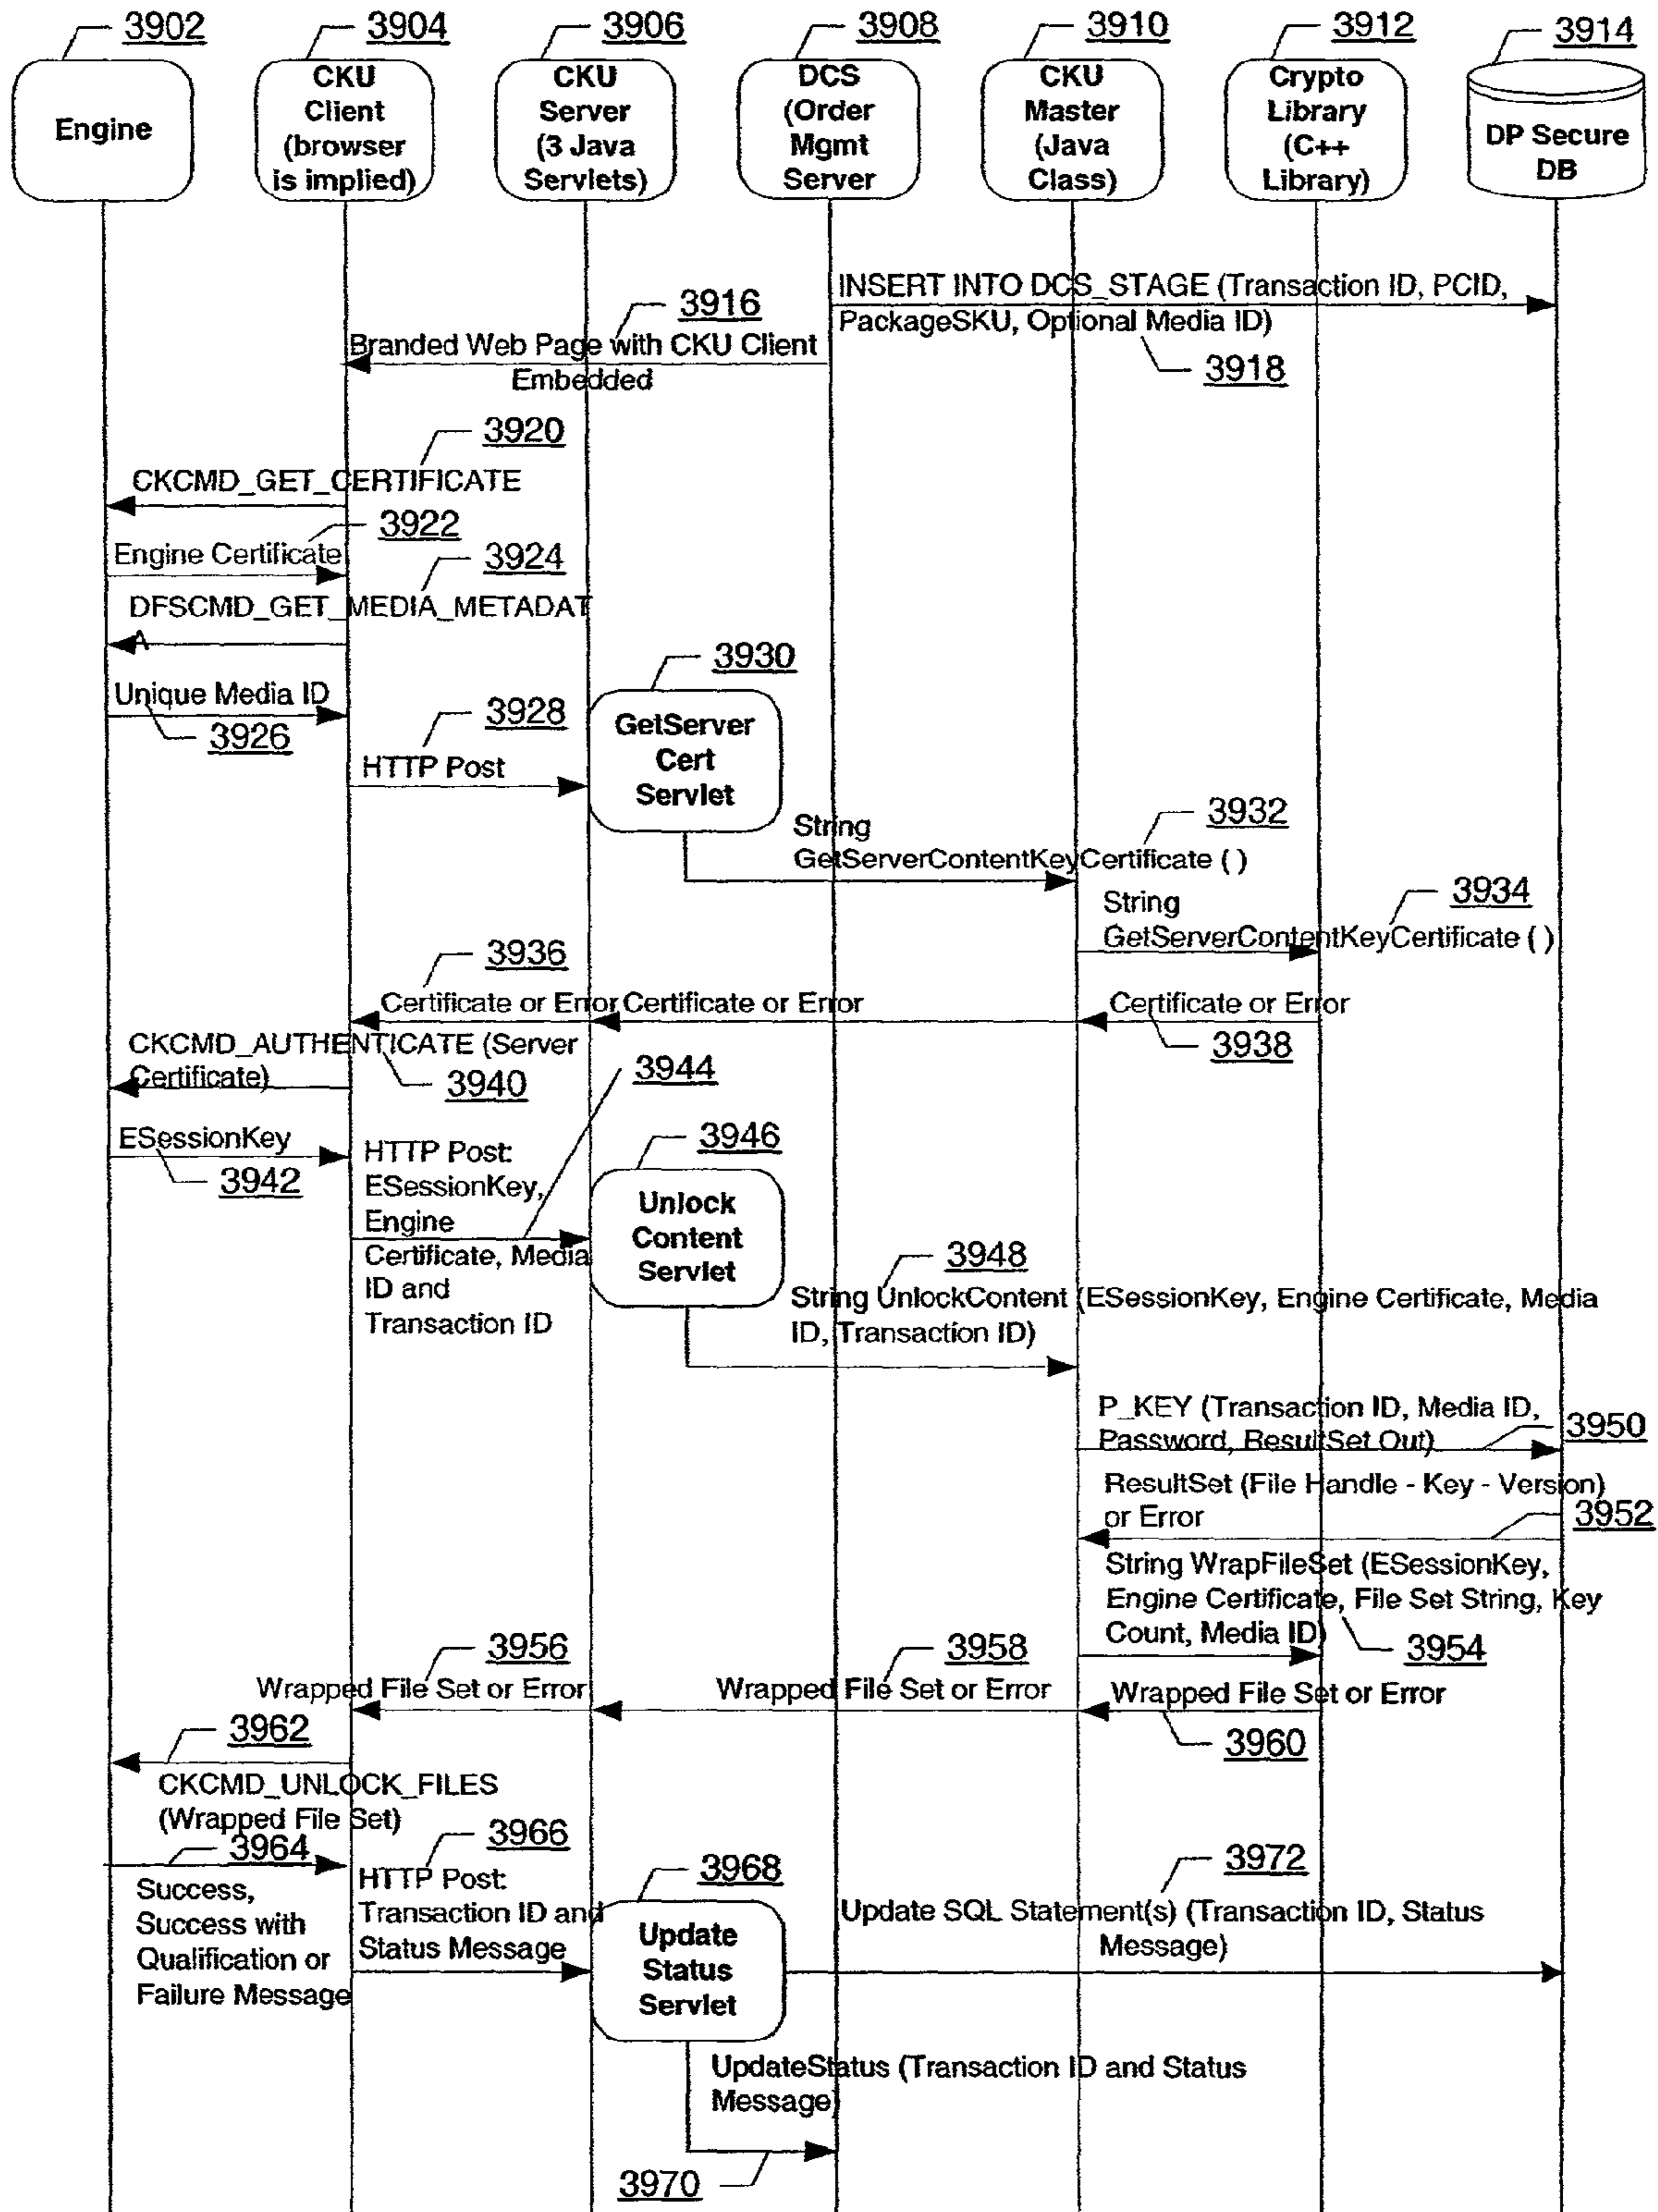 3902
3904
3906
3908
3910
3912
3914
Engine
CKU
Client
(browser
is implied)
CKU
Server
(3 Java
Servlets)
DCS
(Order
Mgmt
Server
CKU
Master
(Java
Class)
Crypto
Library
(C++
Library)
DP Secure
DB
INSERT INTO DCS_STAGE (Transaction ID, PCID,
PackageSKU, Optional Media ID)
3918
3916
Branded Web Page with CKU Client
Embedded
3920
CKCMD_GET_CERTIFICATE
3922
Engine Certificate
3924
DFSCMD_GET_MEDIA_METADAT
A
Unique Media ID
3926
3928
HTTP Post
3930
GetServer
Cert
Servlet
3932
String
GetServerContentKeyCertificate ( )
3934
String
GetServerContentKeyCertificate ( )
3936
Certificate or Error Certificate or Error
Certificate or Error
3938
CKCMD_AUTHENTICATE (Server
Certificate)
3940
3944
ESessionKey
3942
HTTP Post:
ESessionKey,
Engine
Certificate, Media
ID and
Transaction ID
3946
Unlock
Content
Servlet
3948
String UnlockContent (ESessionKey, Engine Certificate, Media
ID, Transaction ID)
P_KEY (Transaction ID, Media ID,
Password, ResultSet Out)
3950
ResultSet (File Handle - Key - Version)
or Error
3952
String WrapFileSet (ESessionKey,
Engine Certificate, File Set String, Key
Count, Media ID)
3954
3956
Wrapped File Set or Error
3958
Wrapped File Set or Error
Wrapped File Set or Error
3960
3962
CKCMD_UNLOCK_FILES
(Wrapped File Set)
3964
Success,
Success with
Qualification or
Failure Message
3966
HTTP Post:
Transaction ID and
Status Message
3968
Update
Status
Servlet
3972
Update SQL Statement(s) (Transaction ID, Status
Message)
UpdateStatus (Transaction ID and Status
Message)
3970